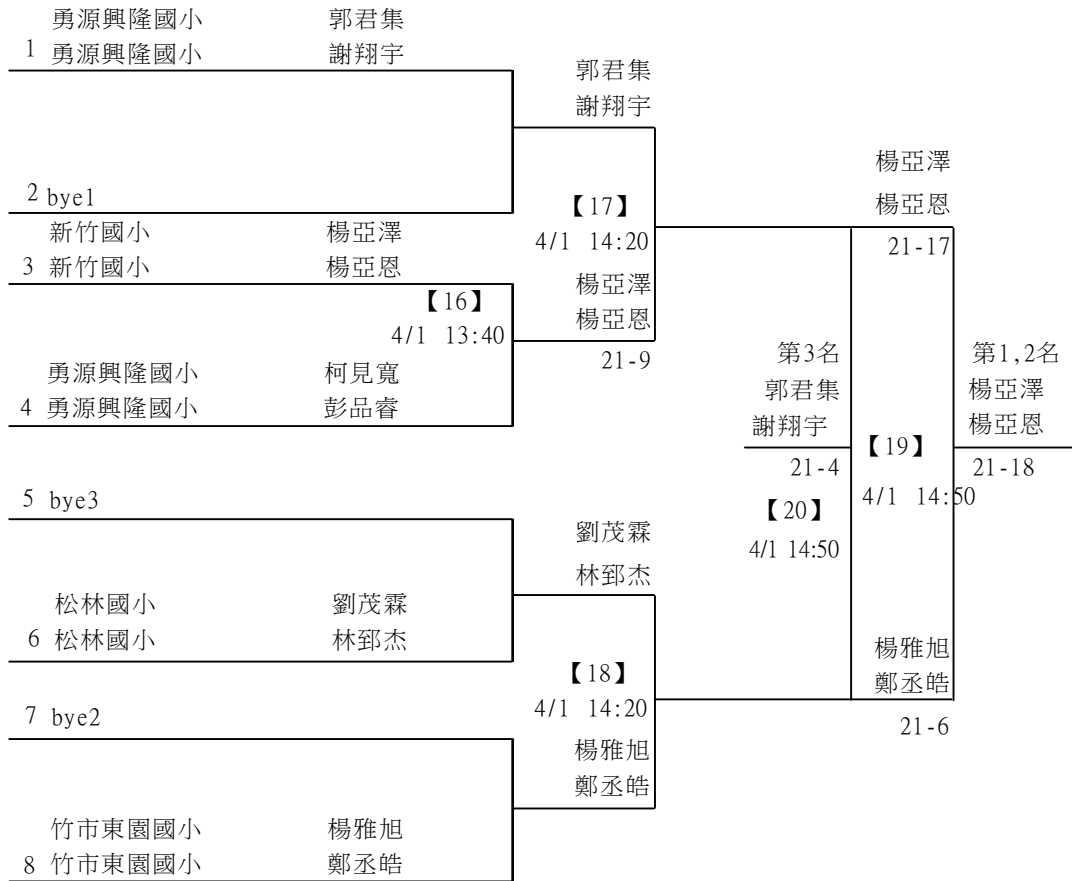 勇源興隆國小 郭君集
1 勇源興隆國小 謝翔宇
郭君集
謝翔宇
2 bye1
楊亞澤
楊亞恩
21-17
【17】
4/1 14:20
新竹國小 楊亞澤
3 新竹國小 楊亞恩
【16】
4/1 13:40
楊亞澤
楊亞恩
21-9
勇源興隆國小 柯見寬
4 勇源興隆國小 彭品睿
第3名
郭君集
謝翔宇
21-4
【20】
4/1 14:50
【19】
4/1 14:50
第1,2名
楊亞澤
楊亞恩
21-18
5 bye3
劉茂霖
林郅杰
松林國小 劉茂霖
6 松林國小 林郅杰
【18】
4/1 14:20
楊雅旭
鄭丞皓
21-6
7 bye2
楊雅旭
鄭丞皓
竹市東園國小 楊雅旭
8 竹市東園國小 鄭丞皓